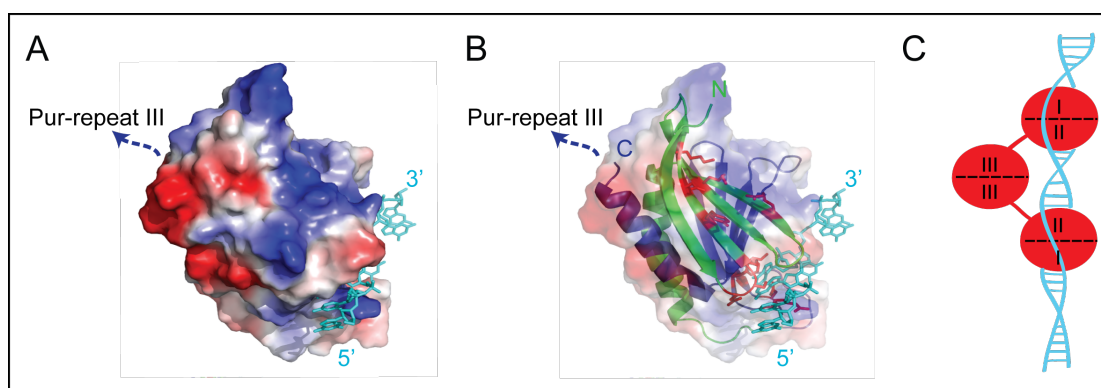 A
Pur-repeat III
3’
5’
B
Pur-repeat III
N
C
3’
5’
C
I
II
III
III
II
I